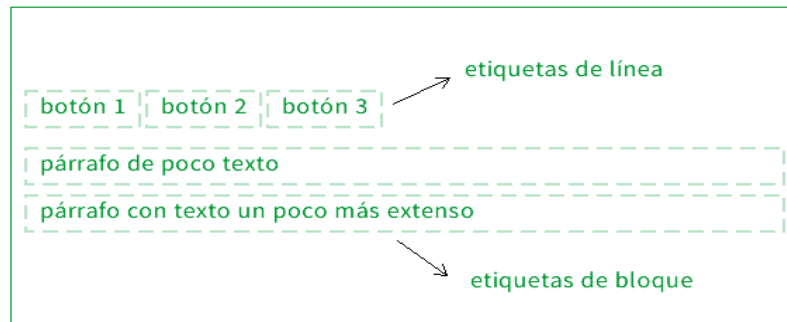 etiquetas de línea
botón 1 botón 2 botón 3
párrafo de poco texto
párrafo con texto un poco más extenso
etiquetas de bloque